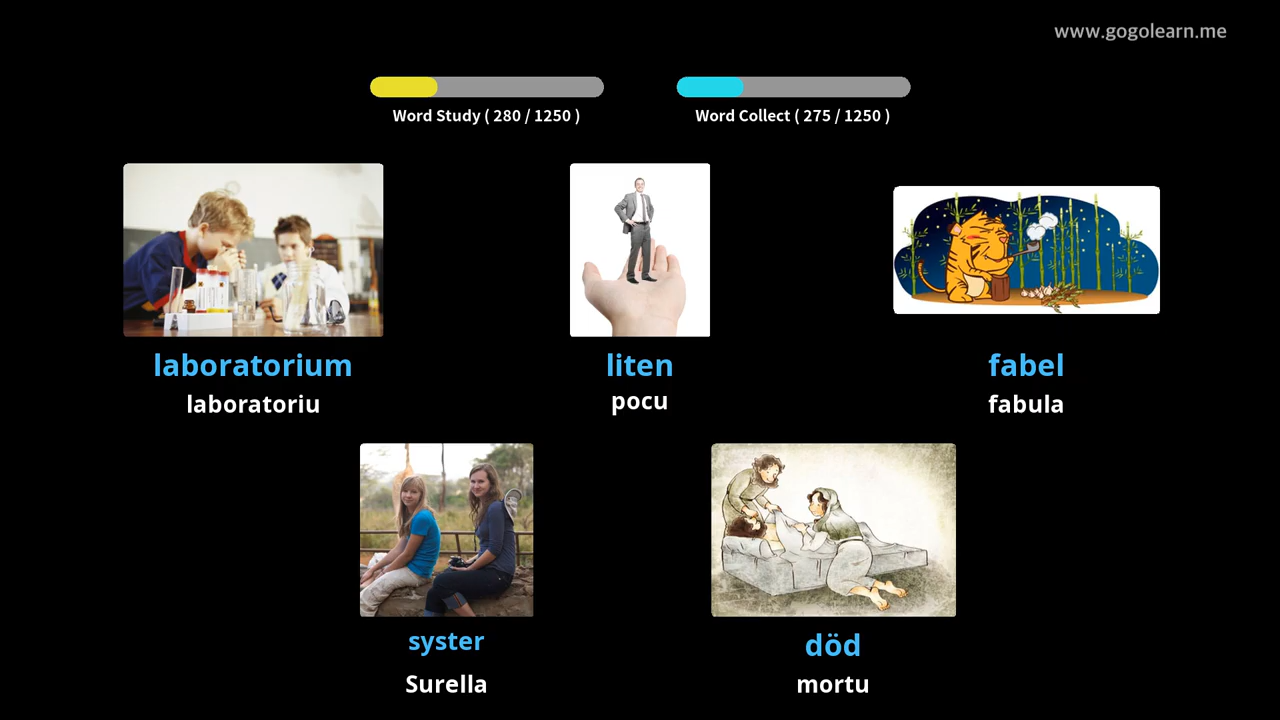 www.gogolearn.me
Word Study ( 280 / 1250 )
Word Collect ( 275 / 1250 )
laboratorium
laboratoriu
liten
pocu
fabel
fabula
syster
Surella
död
mortu